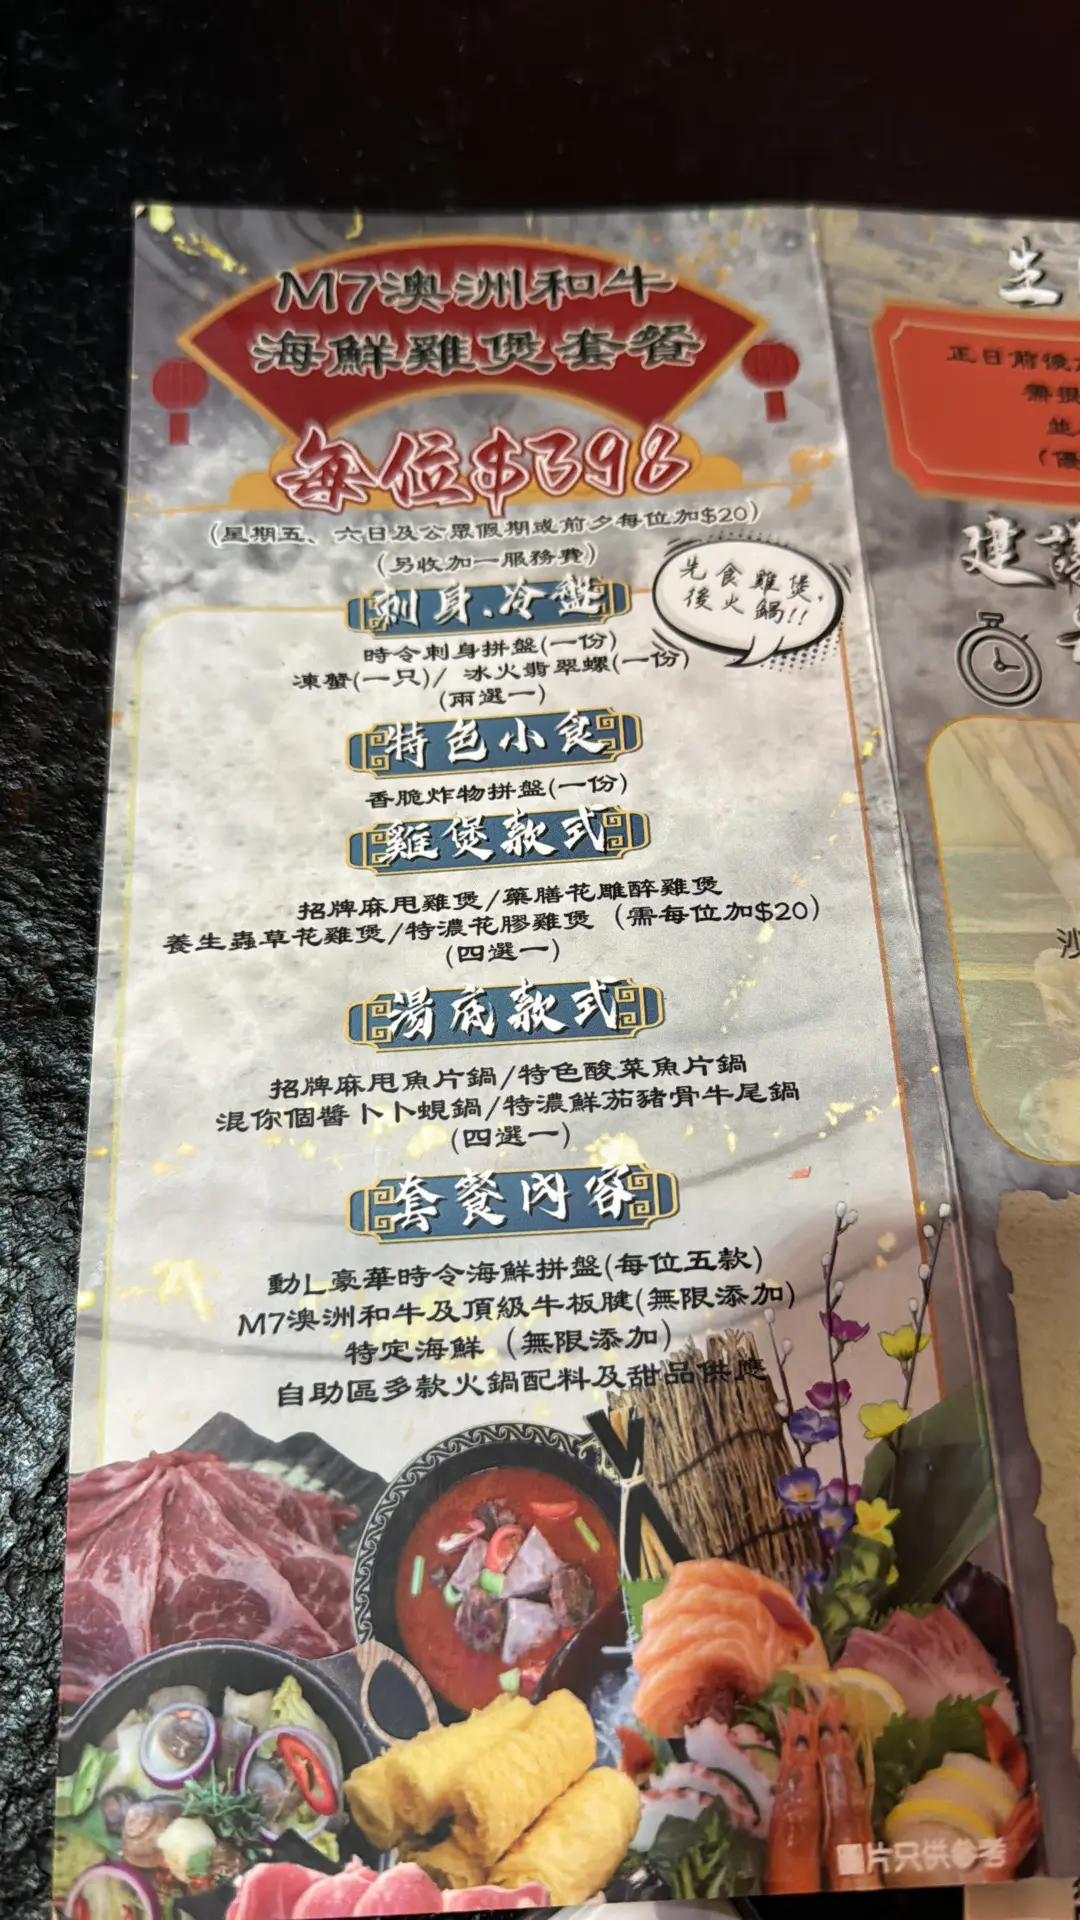 M7澳洲和牛
海鮮雞煲套餐
每位$398
(星期五、六日及公眾假期或前夕每位加$20)
(另收加一服務費)
先食雞煲,
後火鍋!!
刺身.冷盤
時令刺身拼盤(一份)
凍蟹(一只)/ 冰火翡翠螺(一份)
(兩選一)
特色小食
香脆炸物拼盤(一份)
雞煲款式
招牌麻甩雞煲/藥膳花雕醉雞煲
養生蟲草花雞煲/特濃花膠雞煲 (需每位加$20)
(四選一)
湯底款式
招牌麻甩魚片鍋/特色酸菜魚片鍋
混你個醬卜卜蜆鍋/特濃鮮茄豬骨牛尾鍋
(四選一)
套餐內容
動L豪華時令海鮮拼盤(每位五款)
M7澳洲和牛及頂級牛板腱(無限添加)
特定海鮮 (無限添加)
自助區多款火鍋配料及甜品供應
圖片只供參考
生
正日前後
需
(優
建議
沙